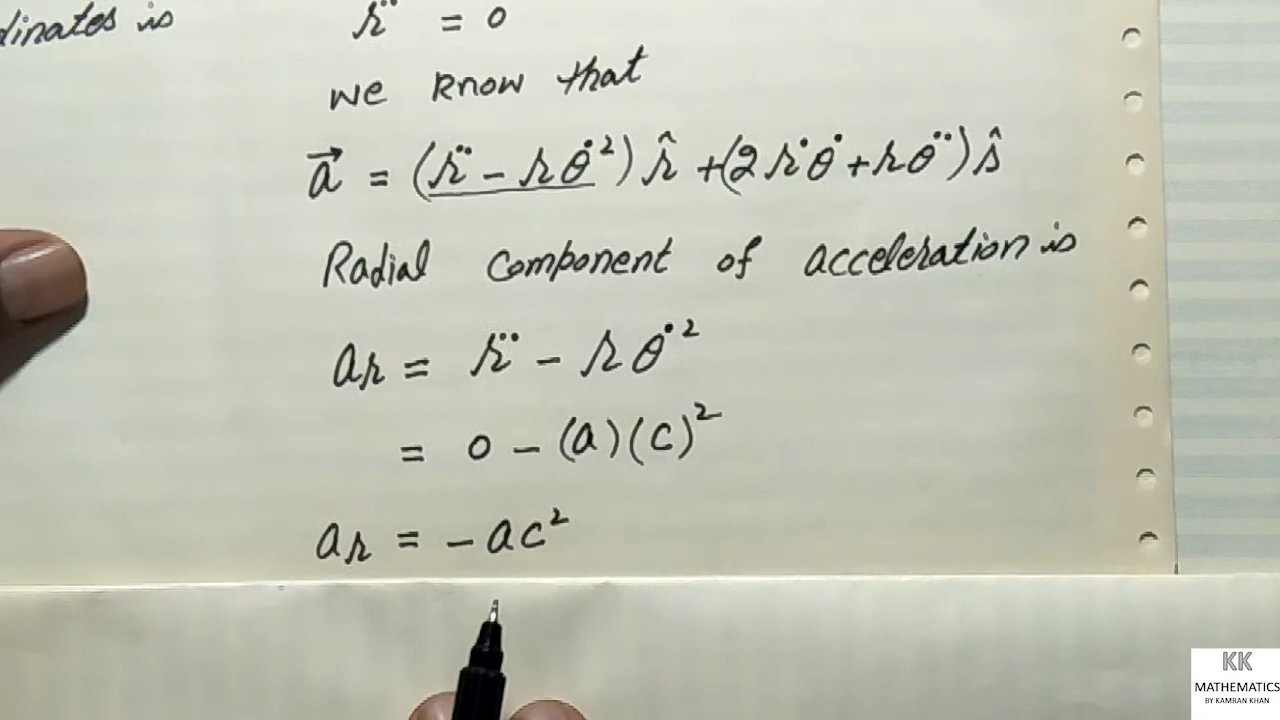 dinates is
r̈ = 0
we know that
a⃗ = (r̈ - rθ̇²) r̂ + (2ṙθ̇ + rθ̈) ŝ
Radial component of acceleration is
ar = r̈ - rθ̇²
= 0 - (a)(c)²
ar = -ac²
KK
MATHEMATICS
BY KAMRAN KHAN